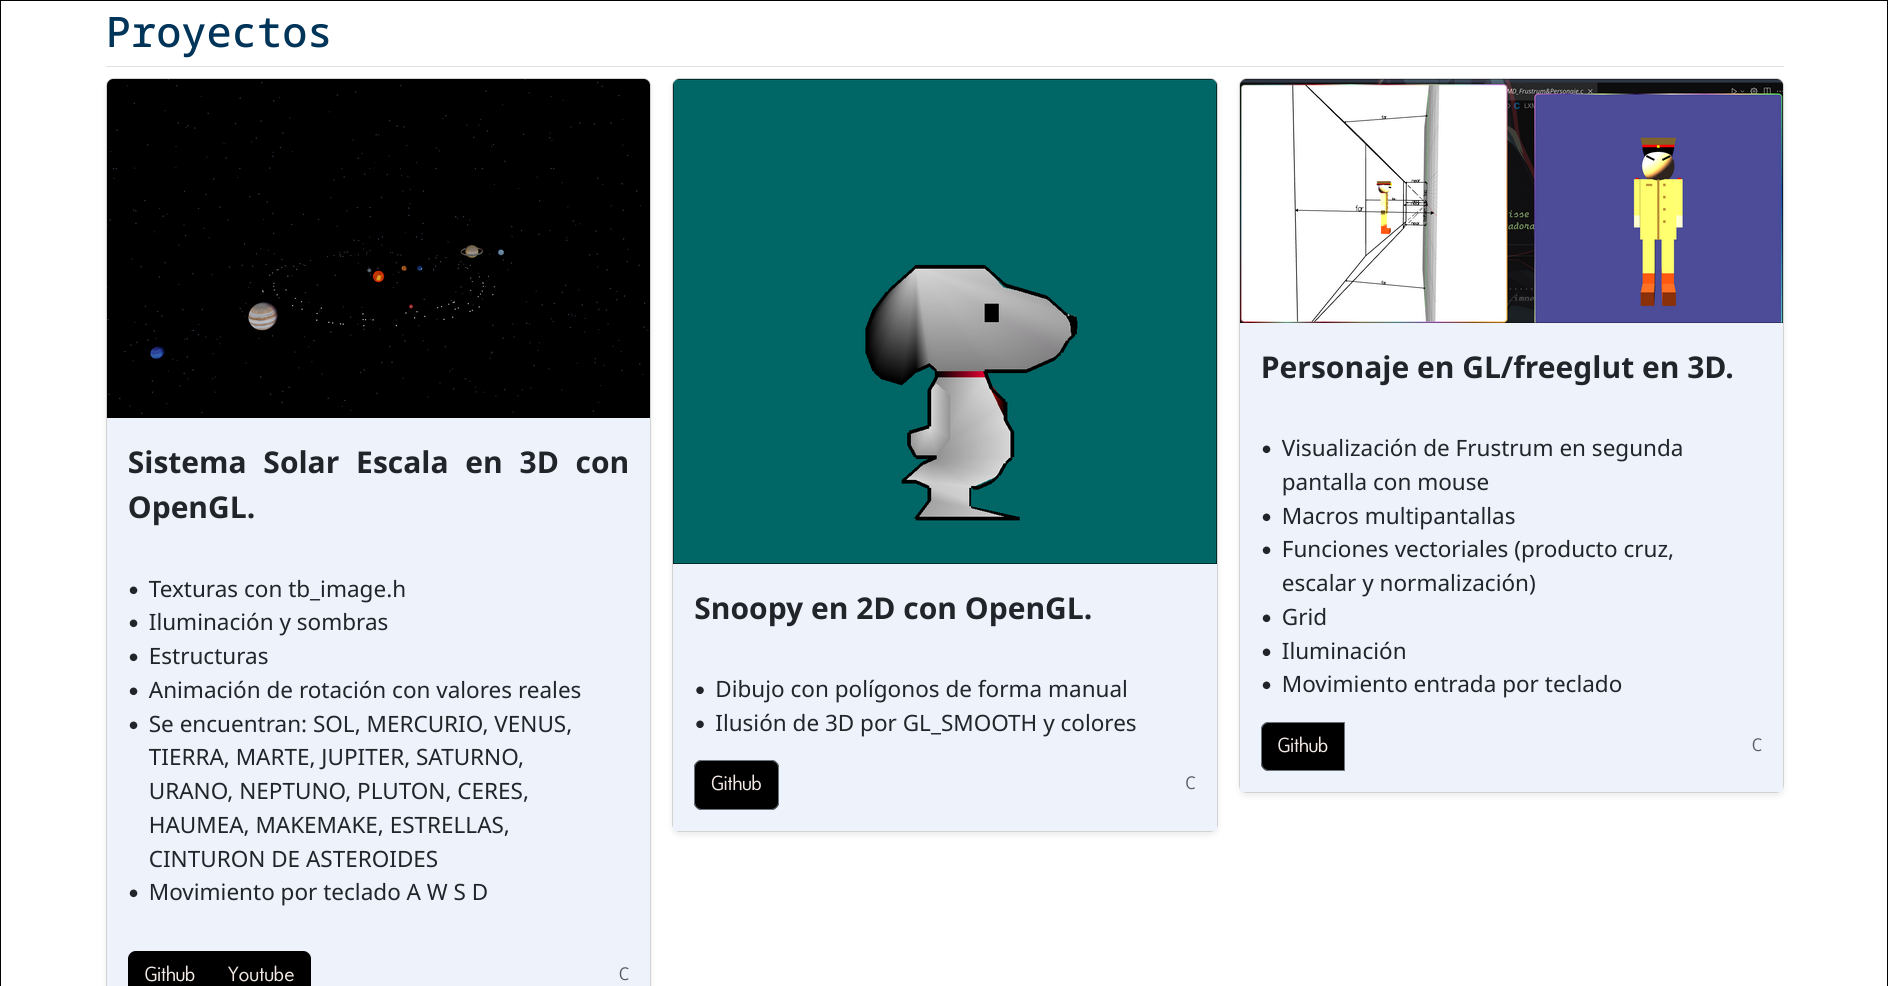 Proyectos
Sistema Solar Escala en 3D con
OpenGL.
• Texturas con tb_image.h
• Iluminación y sombras
• Estructuras
• Animación de rotación con valores reales
• Se encuentran: SOL, MERCURIO, VENUS,
TIERRA, MARTE, JUPITER, SATURNO,
URANO, NEPTUNO, PLUTON, CERES,
HAUMEA, MAKEMAKE, ESTRELLAS,
CINTURON DE ASTEROIDES
• Movimiento por teclado A W S D
Github Youtube
C
Snoopy en 2D con OpenGL.
• Dibujo con polígonos de forma manual
• Ilusión de 3D por GL_SMOOTH y colores
Github
C
MD_Frustrum&Personaje.c
far
Personaje en GL/freeglut en 3D.
• Visualización de Frustrum en segunda
pantalla con mouse
• Macros multipantallas
• Funciones vectoriales (producto cruz,
escalar y normalización)
• Grid
• Iluminación
• Movimiento entrada por teclado
Github
C